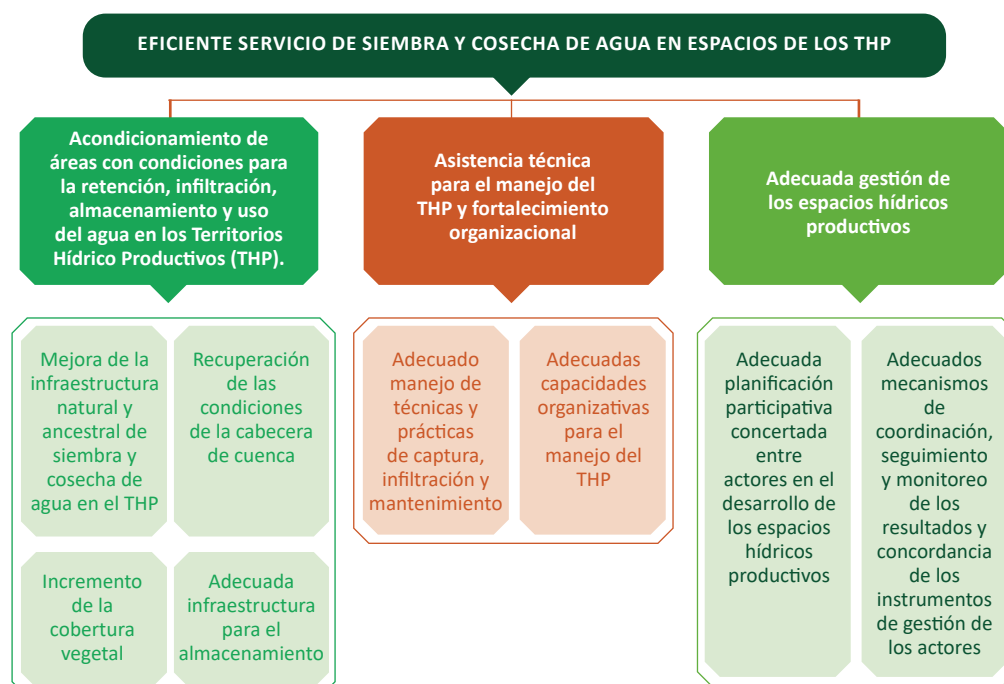 EFICIENTE SERVICIO DE SIEMBRA Y COSECHA DE AGUA EN ESPACIOS DE LOS THP
Acondicionamiento de
áreas con condiciones para
la retención, infiltración,
almacenamiento y uso
del agua en los Territorios
Hídrico Productivos (THP).
Mejora de la
infraestructura
natural y
ancestral de
siembra y
cosecha de
agua en el THP
Recuperación
de las
condiciones
de la cabecera
de cuenca
Incremento
de la
cobertura
vegetal
Adecuada
infraestructura
para el
almacenamiento
Asistencia técnica
para el manejo del
THP y fortalecimiento
organizacional
Adecuado
manejo de
técnicas y
prácticas
de captura,
infiltración y
mantenimiento
Adecuadas
capacidades
organizativas
para el
manejo del
THP
Adecuada gestión de
los espacios hídricos
productivos
Adecuada
planificación
participativa
concertada
entre
actores en el
desarrollo de
los espacios
hídricos
productivos
Adecuados
mecanismos
de
coordinación,
seguimiento
y monitoreo
de los
resultados y
concordancia
de los
instrumentos
de gestión de
los actores